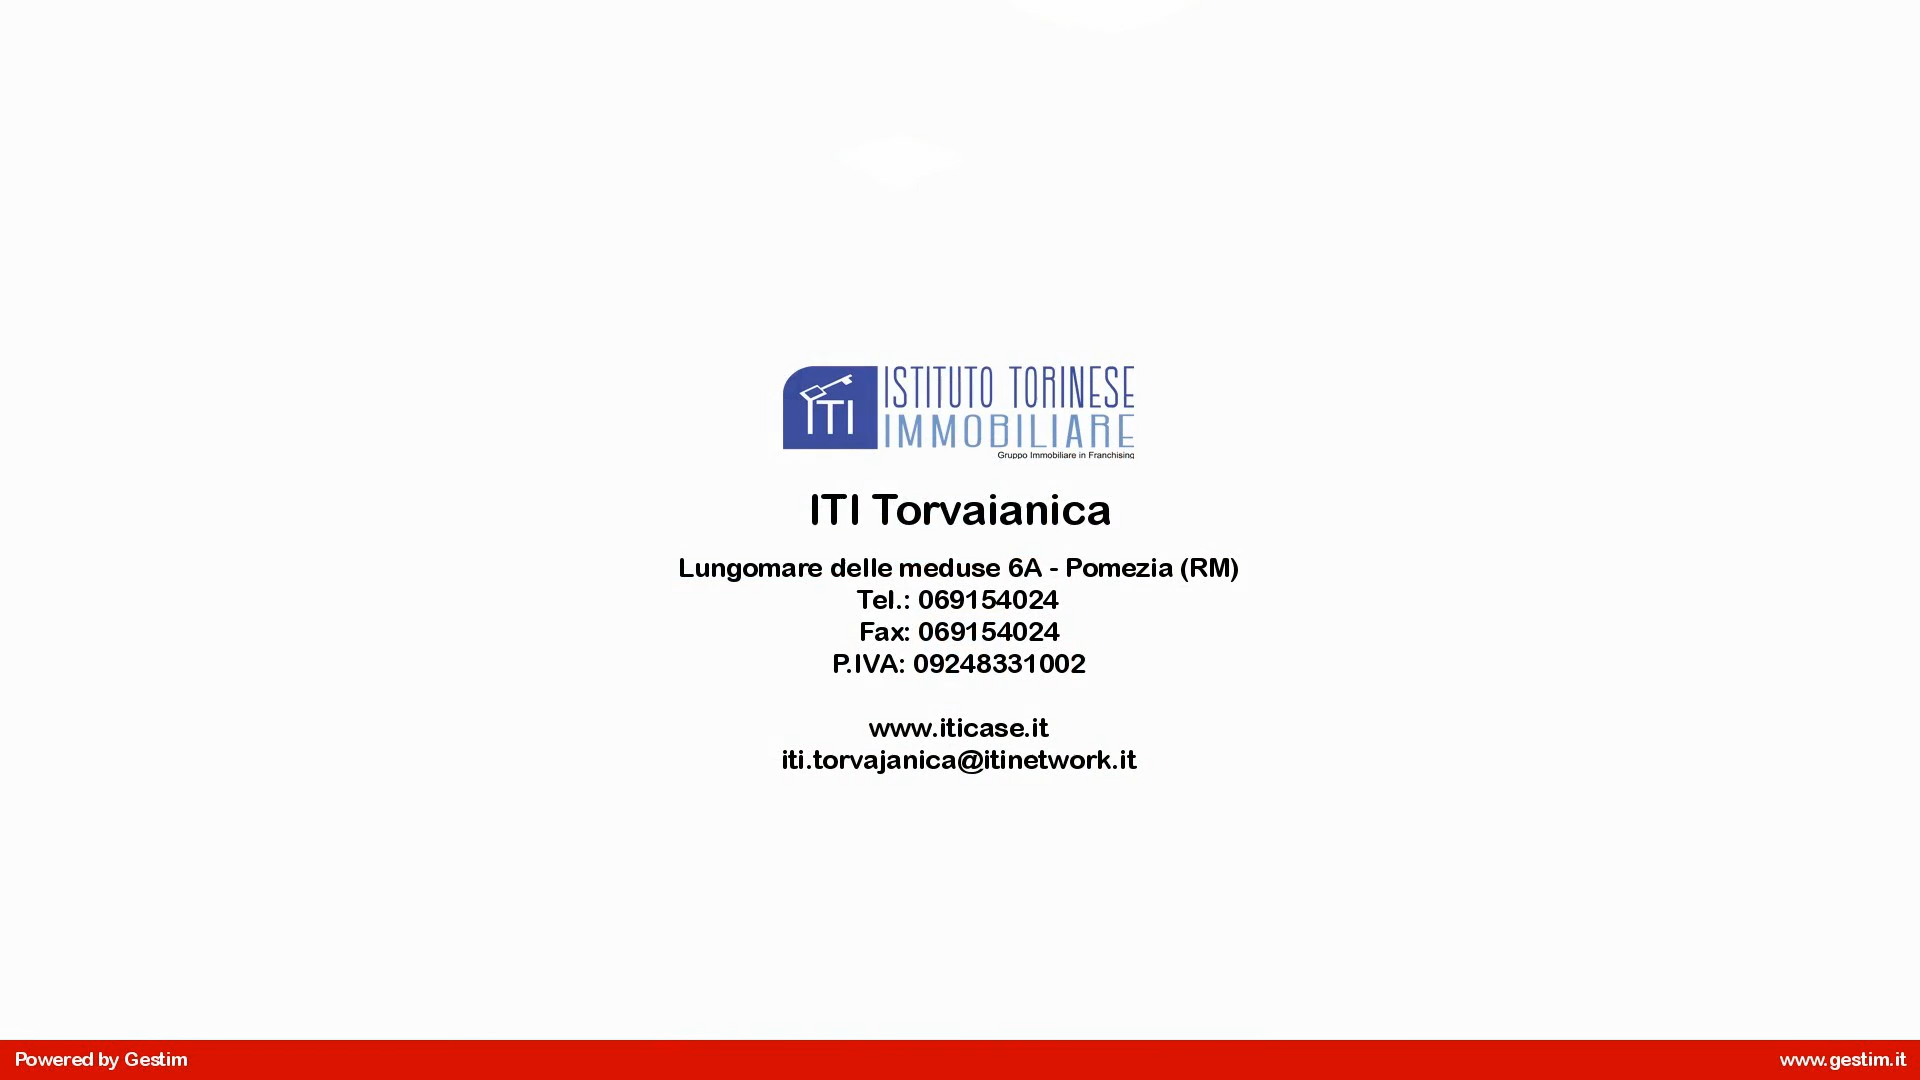 ITI
ISTITUTO TORINESE
IMMOBILIARE
Gruppo Immobiliare in Franchising
ITI Torvaianica
Lungomare delle meduse 6A - Pomezia (RM)
Tel.: 069154024
Fax: 069154024
P.IVA: 09248331002
www.iticase.it
iti.torvajanica@itinetwork.it
Powered by Gestim
www.gestim.it